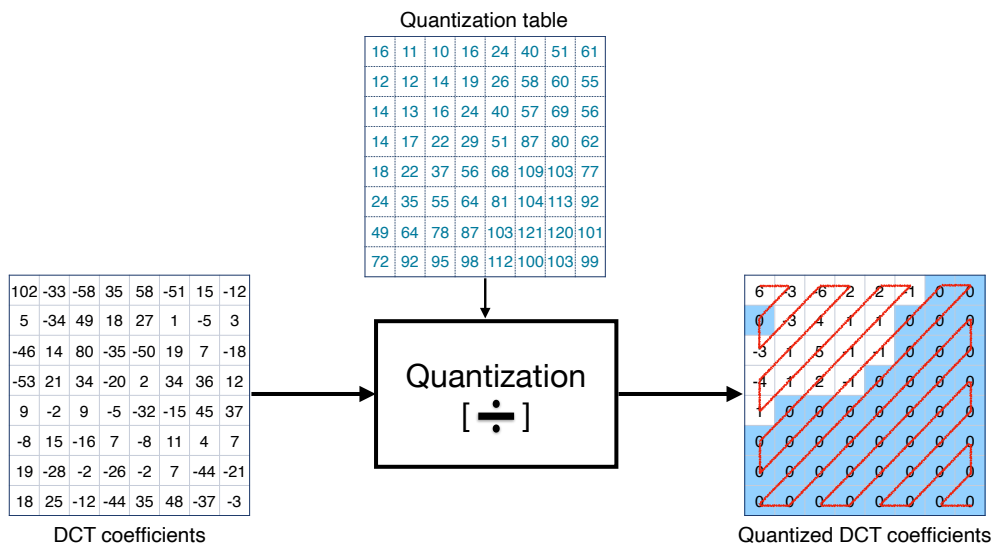 Quantization table
16 11 10 16 24 40 51 61
12 12 14 19 26 58 60 55
14 13 16 24 40 57 69 56
14 17 22 29 51 87 80 62
18 22 37 56 68 109 103 77
24 35 55 64 81 104 113 92
49 64 78 87 103 121 120 101
72 92 95 98 112 100 103 99
102 -33 -58 35 58 -51 15 -12
5 -34 49 18 27 1 -5 3
-46 14 80 -35 -50 19 7 -18
-53 21 34 -20 2 34 36 12
9 -2 9 -5 -32 -15 45 37
-8 15 -16 7 -8 11 4 7
19 -28 -2 -26 -2 7 -44 -21
18 25 -12 -44 35 48 -37 -3
DCT coefficients
Quantization
[ ÷ ]
6 -3 -6 2 2 -1 0 0
0 -3 4 1 1 0 0 0
-3 1 5 -1 -1 0 0 0
-4 1 2 -1 0 0 0 0
1 0 0 0 0 0 0 0
0 0 0 0 0 0 0 0
0 0 0 0 0 0 0 0
0 0 0 0 0 0 0 0
Quantized DCT coefficients